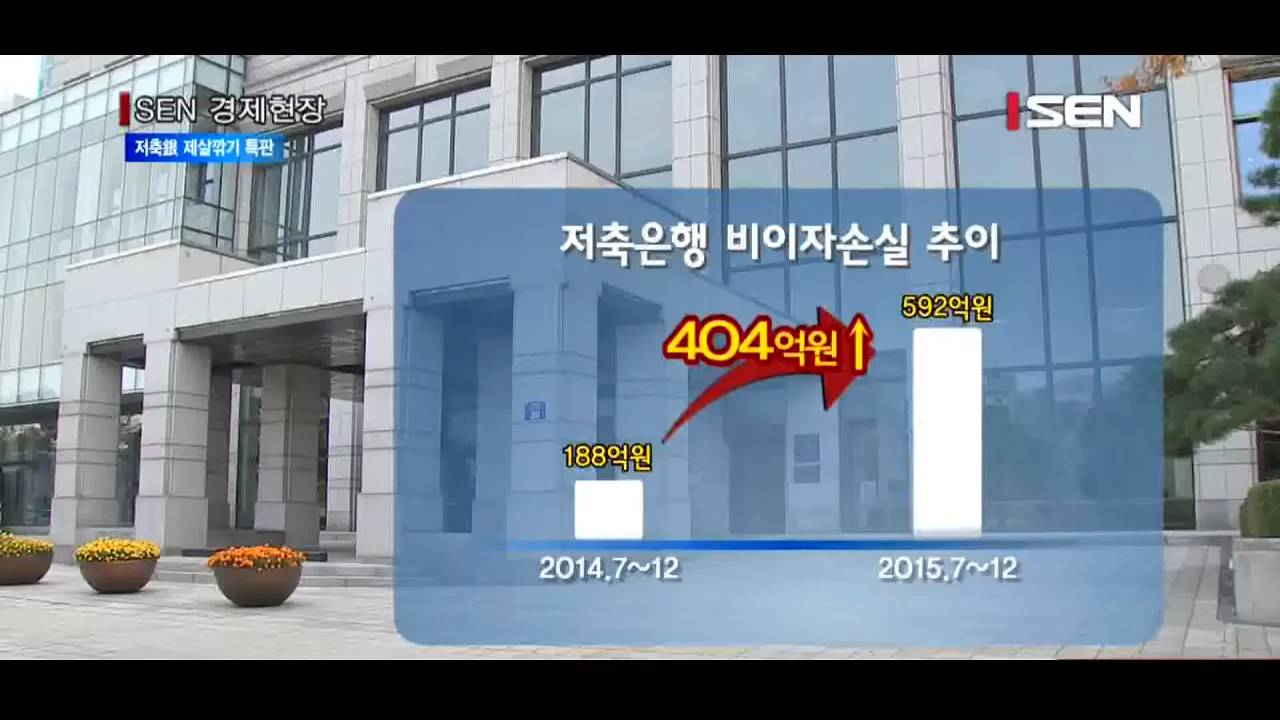 SEN 경제현장
SEN
저축銀 제살깎기 특판
저축은행 비이자손실 추이
592억원
404억원↑
188억원
2014.7~12
2015.7~12